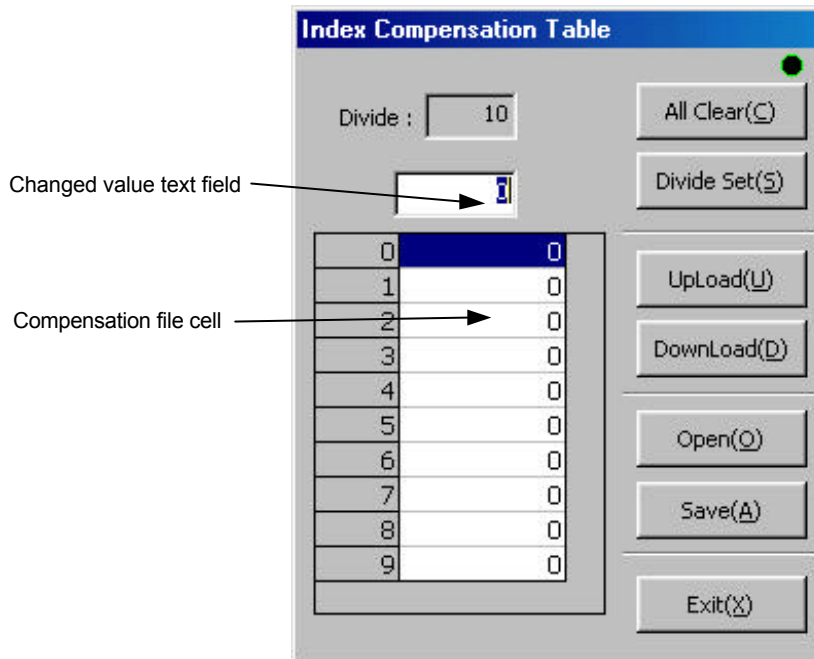 Index Compensation Table
Divide : 10
All Clear(C)
Changed value text field
0
Divide Set(S)
0 0
1 0
UpLoad(U)
Compensation file cell
2 0
3 0
DownLoad(D)
4 0
5 0
Open(O)
6 0
7 0
Save(A)
8 0
9 0
Exit(X)